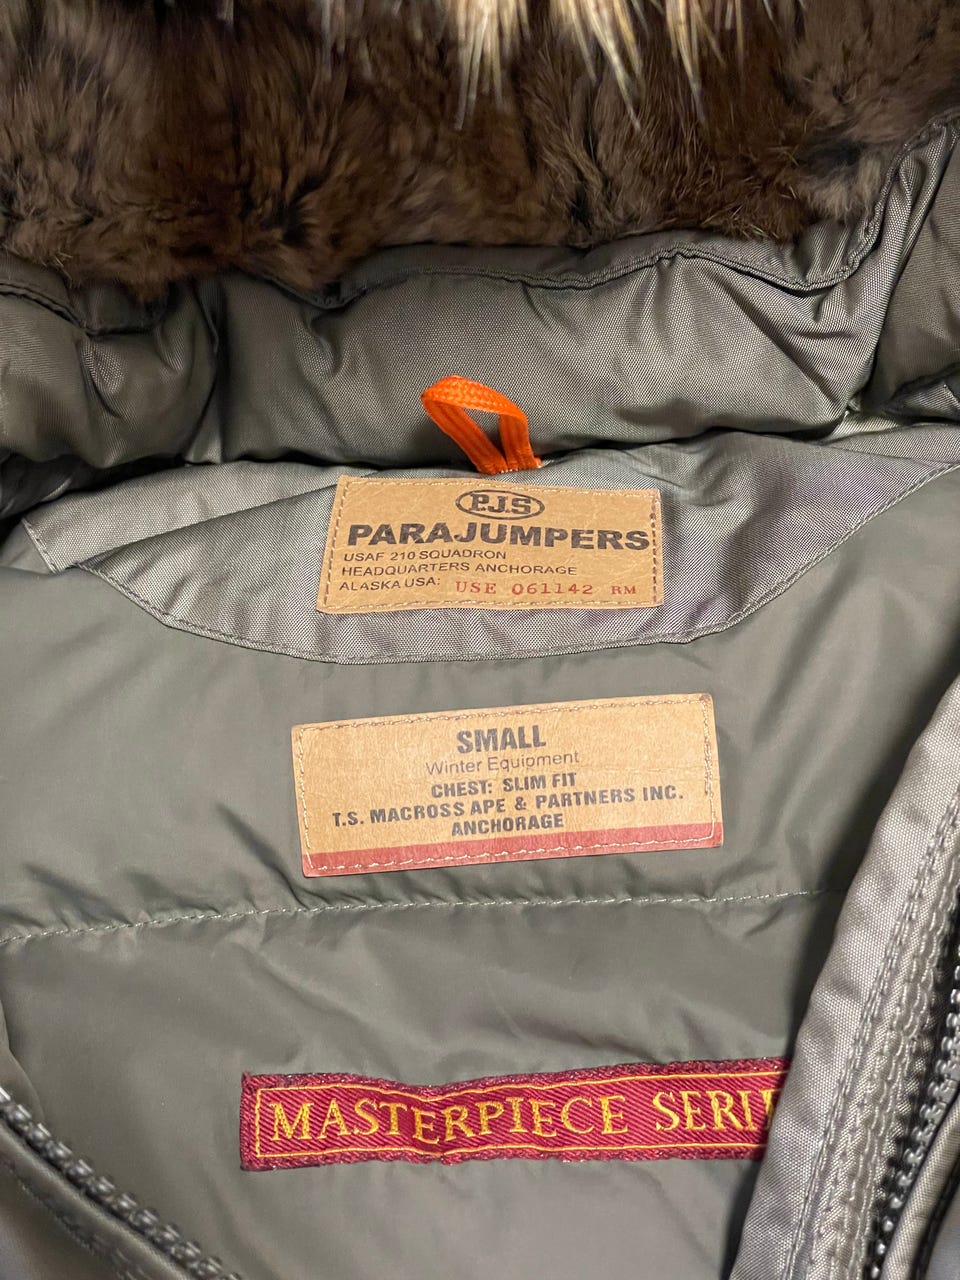 P.J.S
PARAJUMPERS
USAF 210 SQUADRON
HEADQUARTERS ANCHORAGE
ALASKA USA: USE 061142 RM
SMALL
Winter Equipment
CHEST: SLIM FIT
T.S. MACROSS APE & PARTNERS INC.
ANCHORAGE
MASTERPIECE SERI